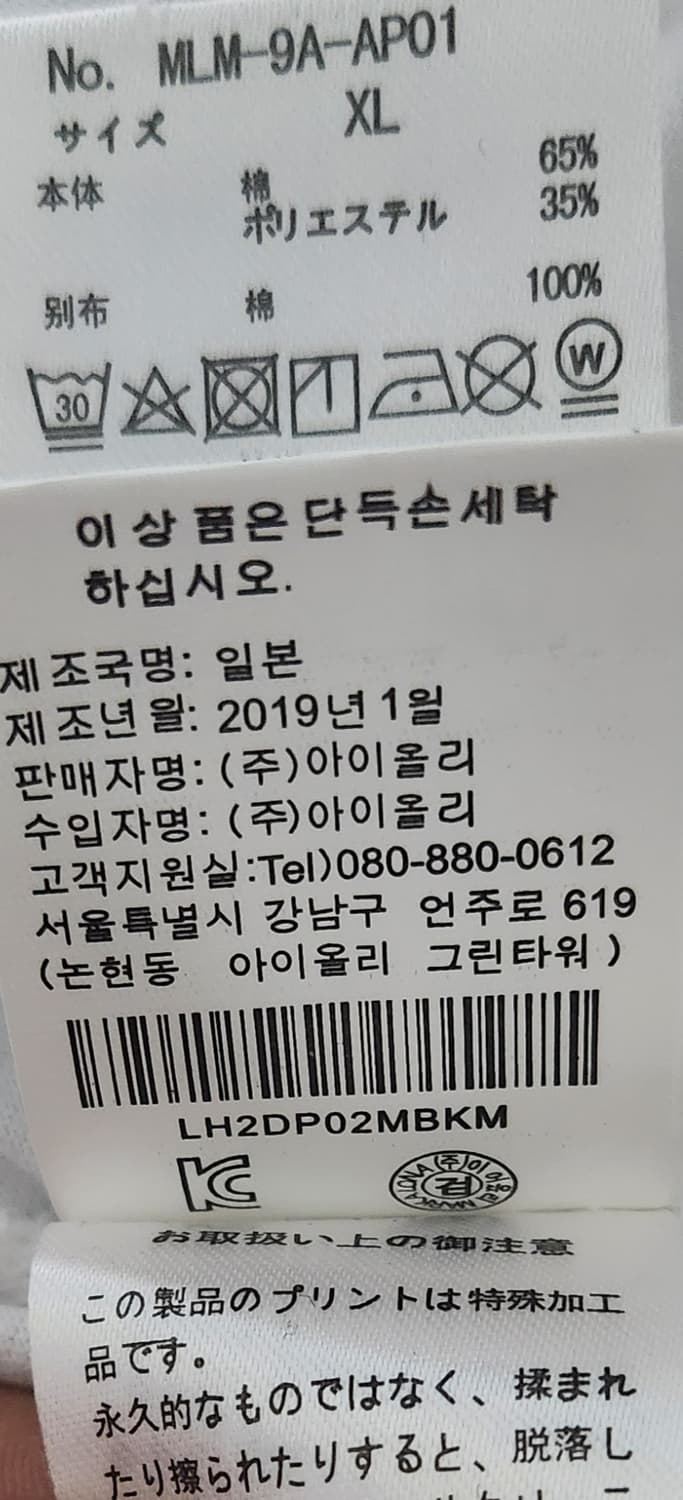 No. MLM-9A-AP01
サイズ XL
本体 棉 65%
ポリエステル 35%
別布 棉 100%
30 W
이 상품은 단독손세탁
하십시오.
제조국명: 일본
제조년월: 2019년 1일
판매자명: (주)아이올리
수입자명: (주)아이올리
고객지원실:Tel)080-880-0612
서울특별시 강남구 언주로 619
(논현동 아이올리 그린타워)
LH2DP02MBKM
KC
검
お取扱い上の御注意
この製品のプリントは特殊加工
品です。
永久的なものではなく、揉まれ
たり擦られたりすると、脱落し